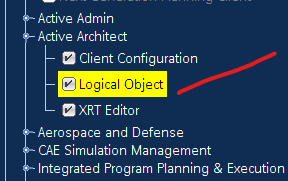 Active Admin
Active Architect
Client Configuration
Logical Object
XRT Editor
Aerospace and Defense
CAE Simulation Management
Integrated Program Planning & Execution